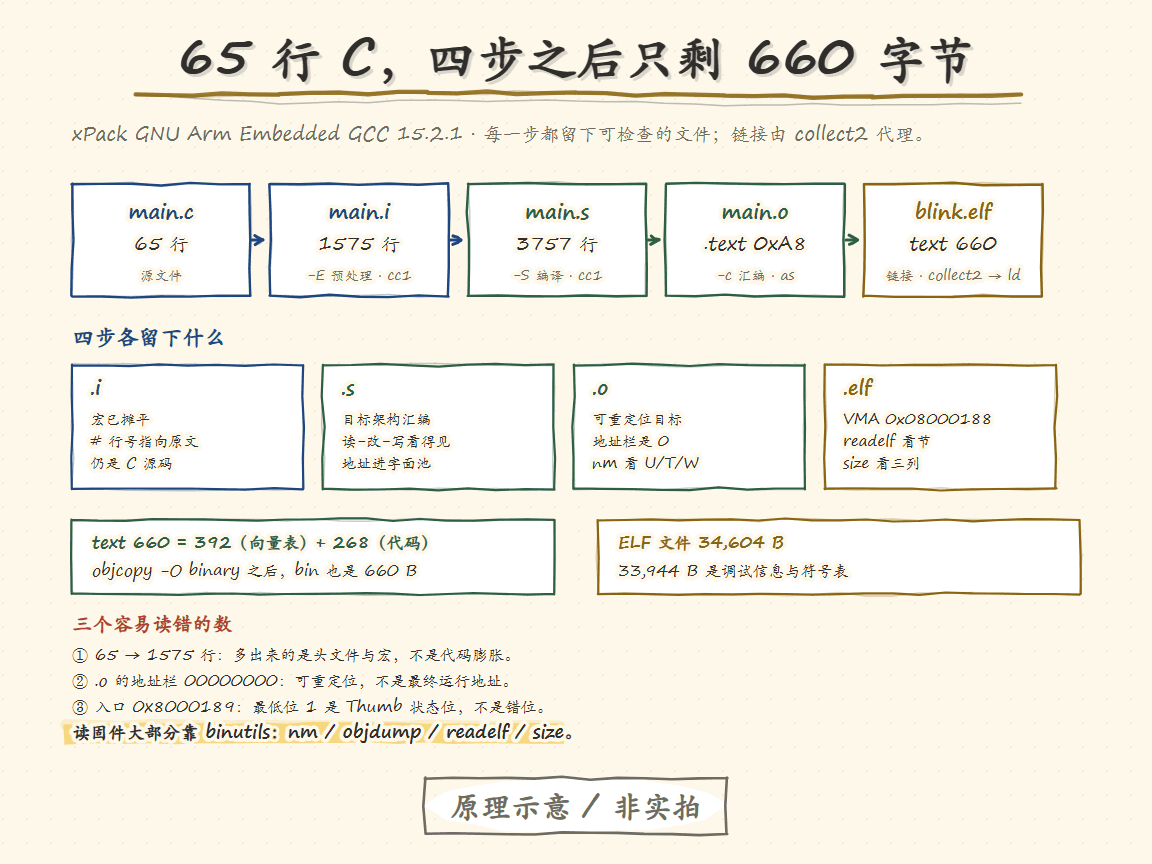 65 行 C，四步之后只剩 660 字节
xPack GNU Arm Embedded GCC 15.2.1 · 每一步都留下可检查的文件；链接由 collect2 代理。
main.c
65 行
源文件
main.i
1575 行
-E 预处理 · cc1
main.s
3757 行
-S 编译 · cc1
main.o
.text 0xA8
-c 汇编 · as
blink.elf
text 660
链接 · collect2 → ld
四步各留下什么
.i
宏已摊平
# 行号指向原文
仍是 C 源码
.s
目标架构汇编
读-改-写看得见
地址进字面池
.o
可重定位目标
地址栏是 0
nm 看 U/T/W
.elf
VMA 0x08000188
readelf 看节
size 看三列
text 660 = 392（向量表）+ 268（代码）
objcopy -O binary 之后，bin 也是 660 B
ELF 文件 34,604 B
33,944 B 是调试信息与符号表
三个容易读错的数
① 65 → 1575 行：多出来的是头文件与宏，不是代码膨胀。
② .o 的地址栏 00000000：可重定位，不是最终运行地址。
③ 入口 0x8000189：最低位 1 是 Thumb 状态位，不是错位。
读固件大部分靠 binutils：nm / objdump / readelf / size。
原理示意 / 非实拍